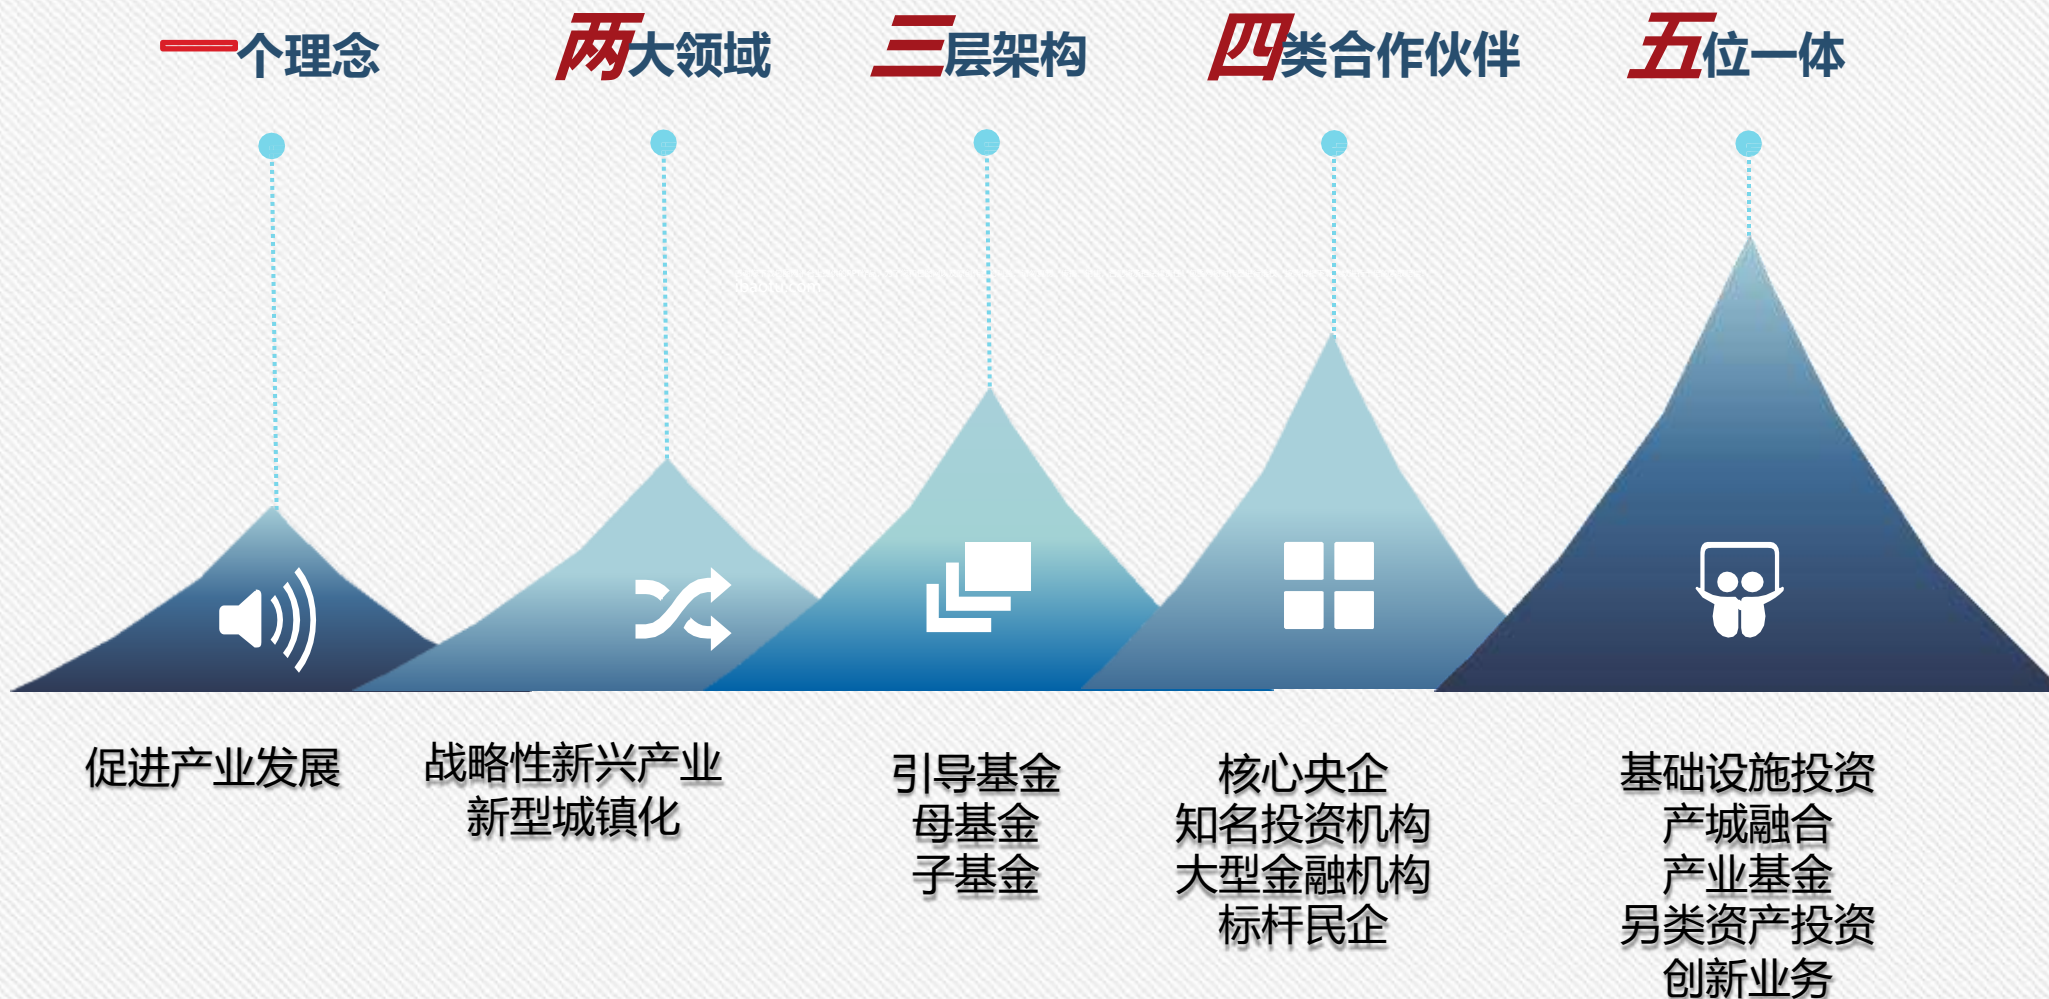 一个理念
两大领域
三层架构
四类合作伙伴
五位一体
促进产业发展
战略性新兴产业
新型城镇化
引导基金
母基金
子基金
核心央企
知名投资机构
大型金融机构
标杆民企
基础设施投资
产城融合
产业基金
另类资产投资
创新业务